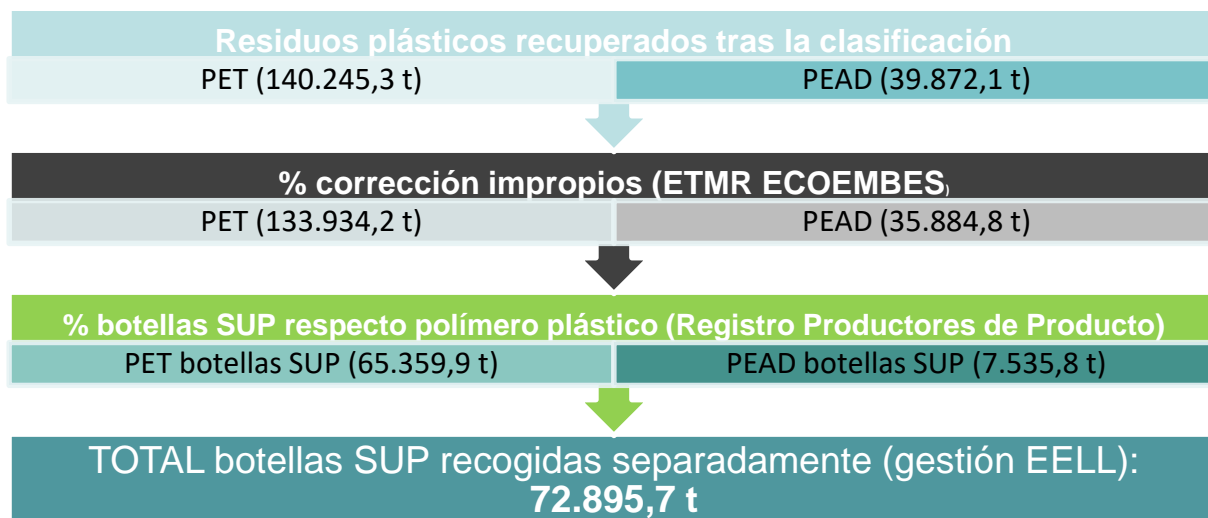 Residuos plásticos recuperados tras la clasificación
PET (140.245,3 t)
PEAD (39.872,1 t)
% corrección impropios (ETMR ECOEMBES)
PET (133.934,2 t)
PEAD (35.884,8 t)
% botellas SUP respecto polímero plástico (Registro Productores de Producto)
PET botellas SUP (65.359,9 t)
PEAD botellas SUP (7.535,8 t)
TOTAL botellas SUP recogidas separadamente (gestión EELL):
72.895,7 t